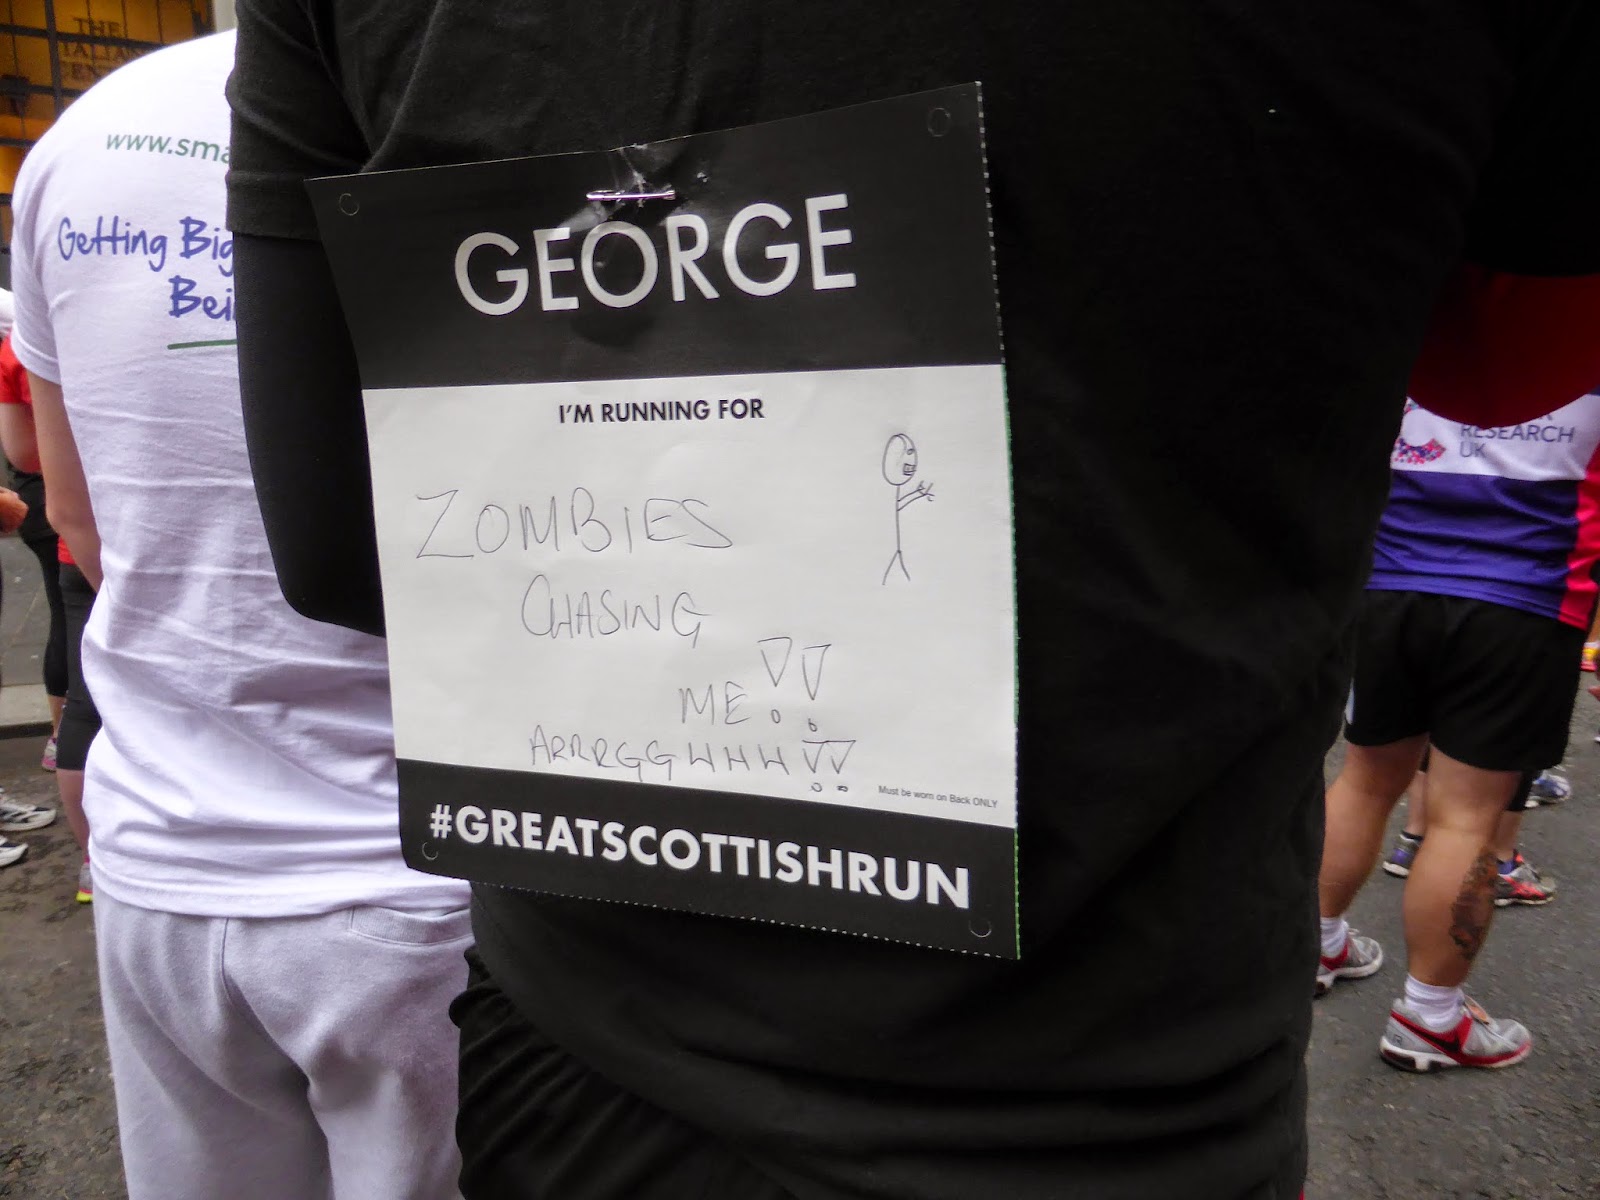 THE
www.sma
Getting Big
Bei
GEORGE
I'M RUNNING FOR
ZOMBIES
CHASING
ME!!
ARRRGGHHH!!
Must be worn on Back ONLY
#GREATSCOTTISHRUN
RESEARCH
UK